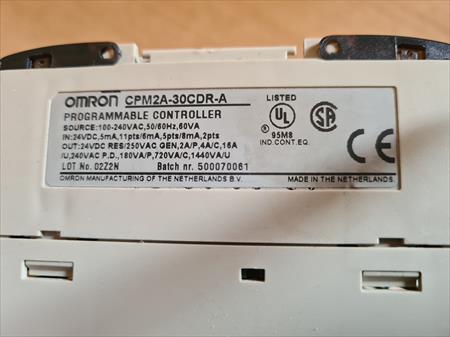 OMRON CPM2A-30CDR-A
PROGRAMMABLE CONTROLLER
SOURCE:100-240VAC,50/60Hz,60VA
IN:24VDC,5mA,11pts/6mA,5pts/8mA,2pts
OUT:24VDC RES/250VAC GEN,2A/P,4A/C,16A
/U,240VAC P.D.,180VA/P,720VA/C,1440VA/U
LOT No. 02Z2N Batch nr. 500070061
OMRON MANUFACTURING OF THE NETHERLANDS B.V. MADE IN THE NETHERLANDS
LISTED
UL
SA
95M8
IND.CONT.EQ.
CE